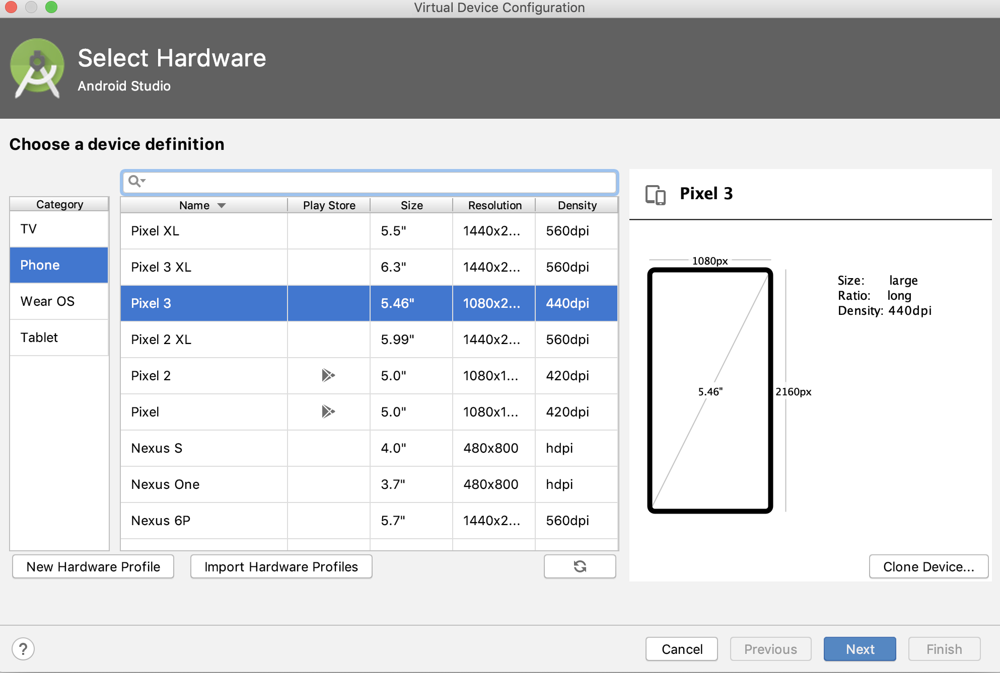 Virtual Device Configuration
Select Hardware
Android Studio
Choose a device definition
Category
TV
Phone
Wear OS
Tablet
Name Play Store Size Resolution Density
Pixel XL 5.5" 1440x2... 560dpi
Pixel 3 XL 6.3" 1440x2... 560dpi
Pixel 3 5.46" 1080x2... 440dpi
Pixel 2 XL 5.99" 1440x2... 560dpi
Pixel 2 5.0" 1080x1... 420dpi
Pixel 5.0" 1080x1... 420dpi
Nexus S 4.0" 480x800 hdpi
Nexus One 3.7" 480x800 hdpi
Nexus 6P 5.7" 1440x2... 560dpi
Pixel 3
1080px
5.46"
2160px
Size: large
Ratio: long
Density: 440dpi
New Hardware Profile
Import Hardware Profiles
Clone Device...
?
Cancel
Previous
Next
Finish